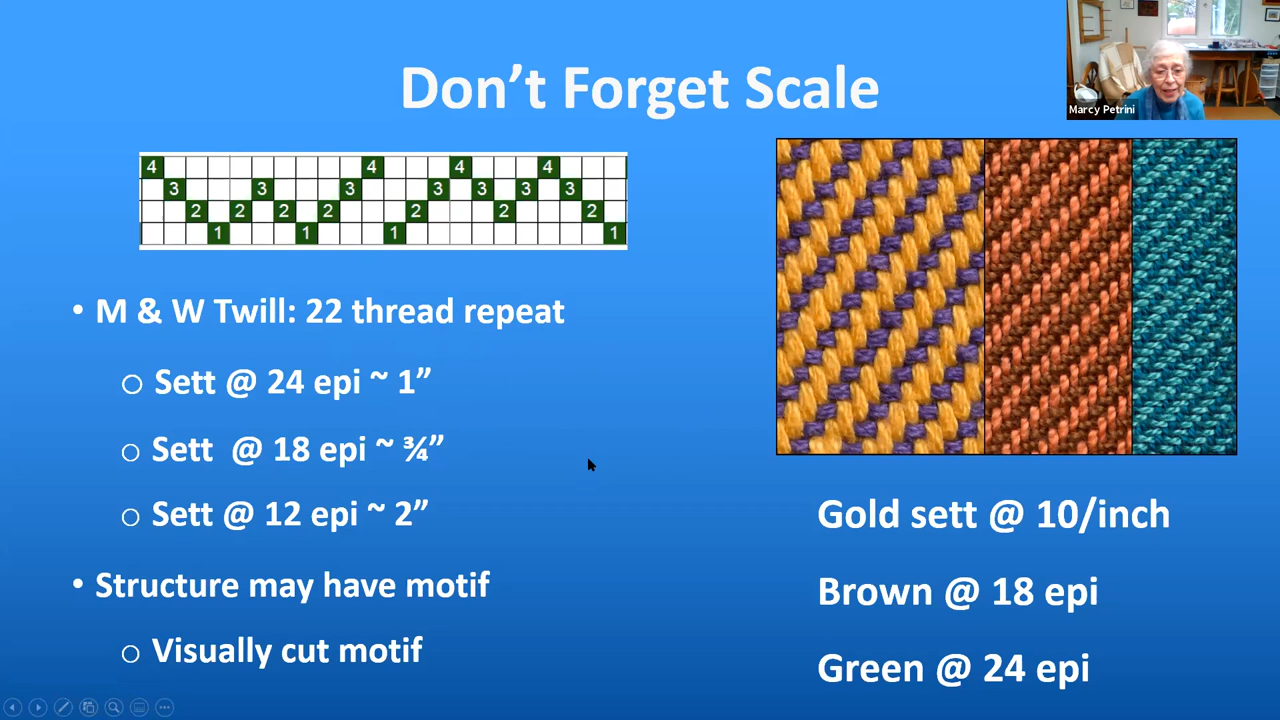 Don't Forget Scale
Marcy Petrini
4 4 4 4
3 3 3 3 3 3 3
2 2 2 2 2 2 2
1 1 1 1
• M & W Twill: 22 thread repeat
o Sett @ 24 epi ~ 1”
o Sett @ 18 epi ~ ¾”
o Sett @ 12 epi ~ 2”
• Structure may have motif
o Visually cut motif
Gold sett @ 10/inch
Brown @ 18 epi
Green @ 24 epi